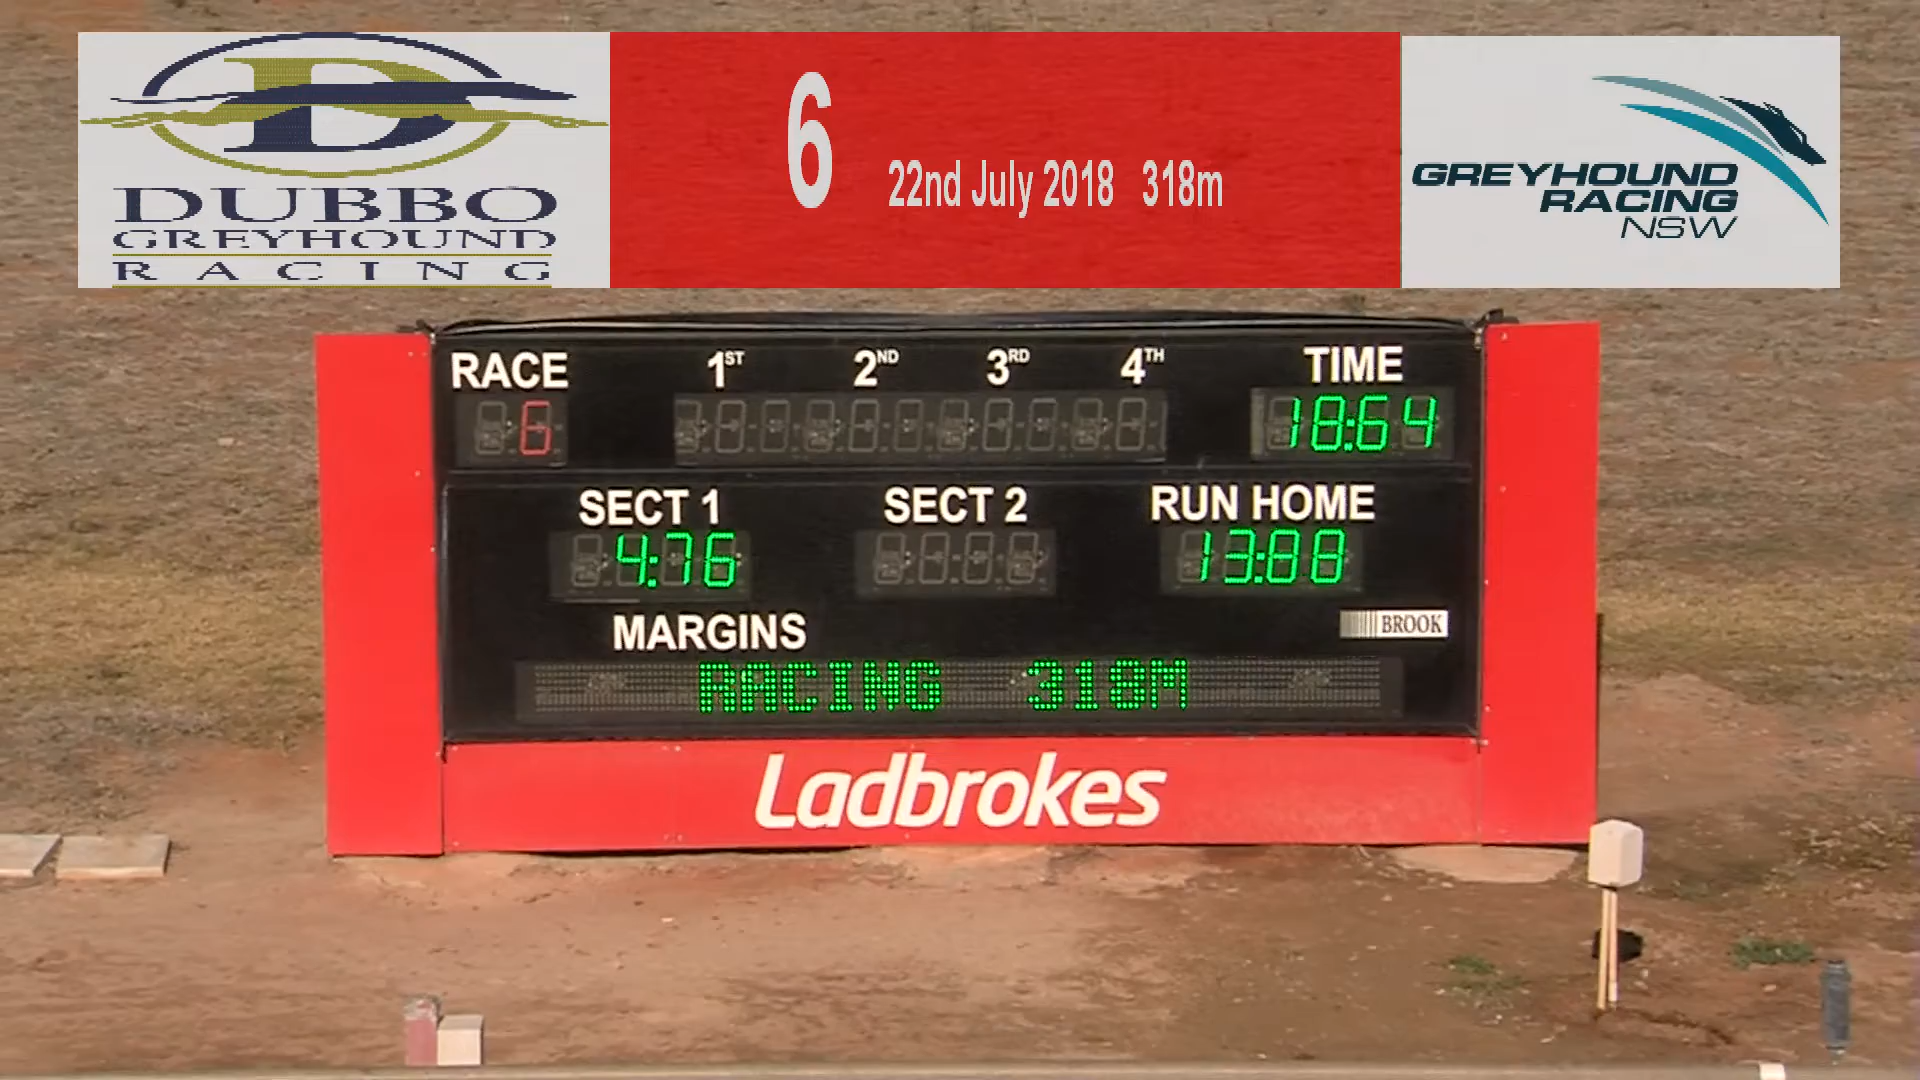 D
DUBBO
GREYHOUND
RACING
6
22nd July 2018 318m
GREYHOUND
RACING
NSW
RACE 1ST 2ND 3RD 4TH TIME
6 18:64
SECT 1 SECT 2 RUN HOME
4:76 13:88
MARGINS
BROOK
RACING 318M
Ladbrokes